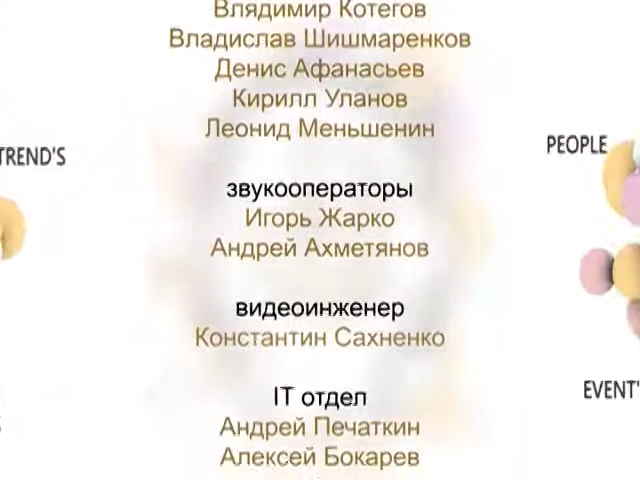 Влядимир Котегов
Владислав Шишмаренков
Денис Афанасьев
Кирилл Уланов
Леонид Меньшенин
TREND'S
PEOPLE
звукооператоры
Игорь Жарко
Андрей Ахметянов
видеоинженер
Константин Сахненко
EVENT'
IT отдел
Андрей Печаткин
Алексей Бокарев